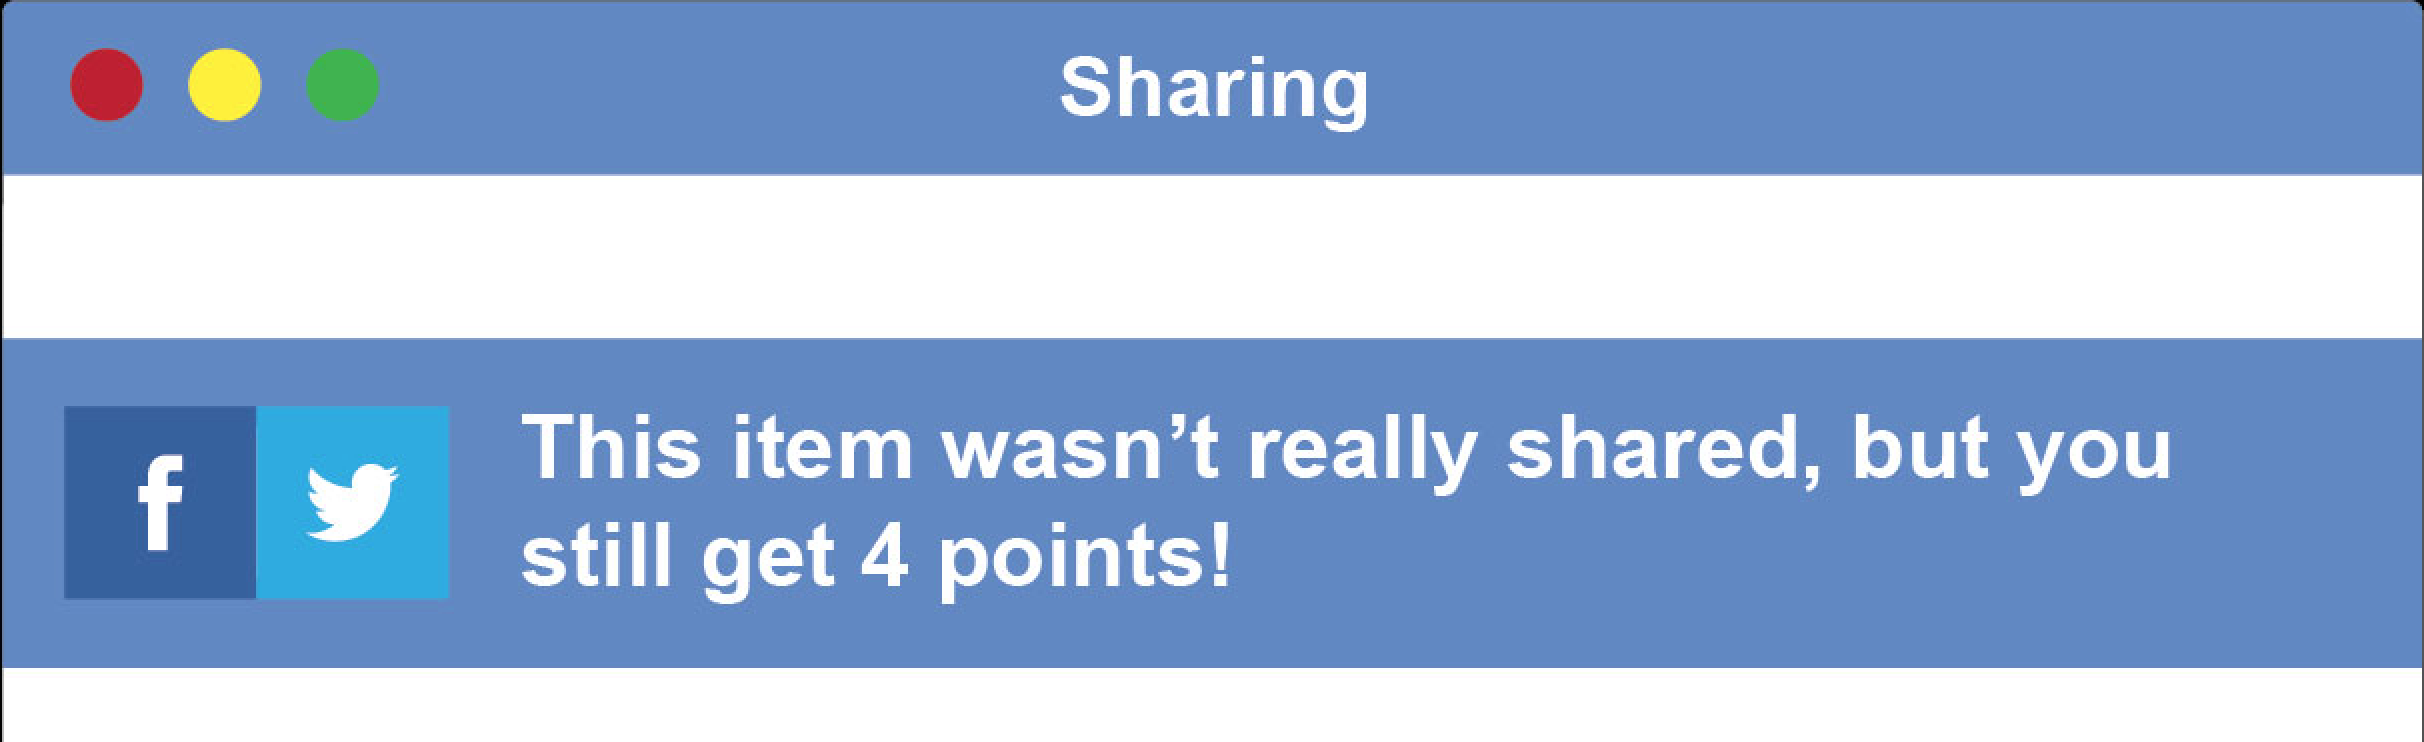 Sharing
This item wasn’t really shared, but you
still get 4 points!